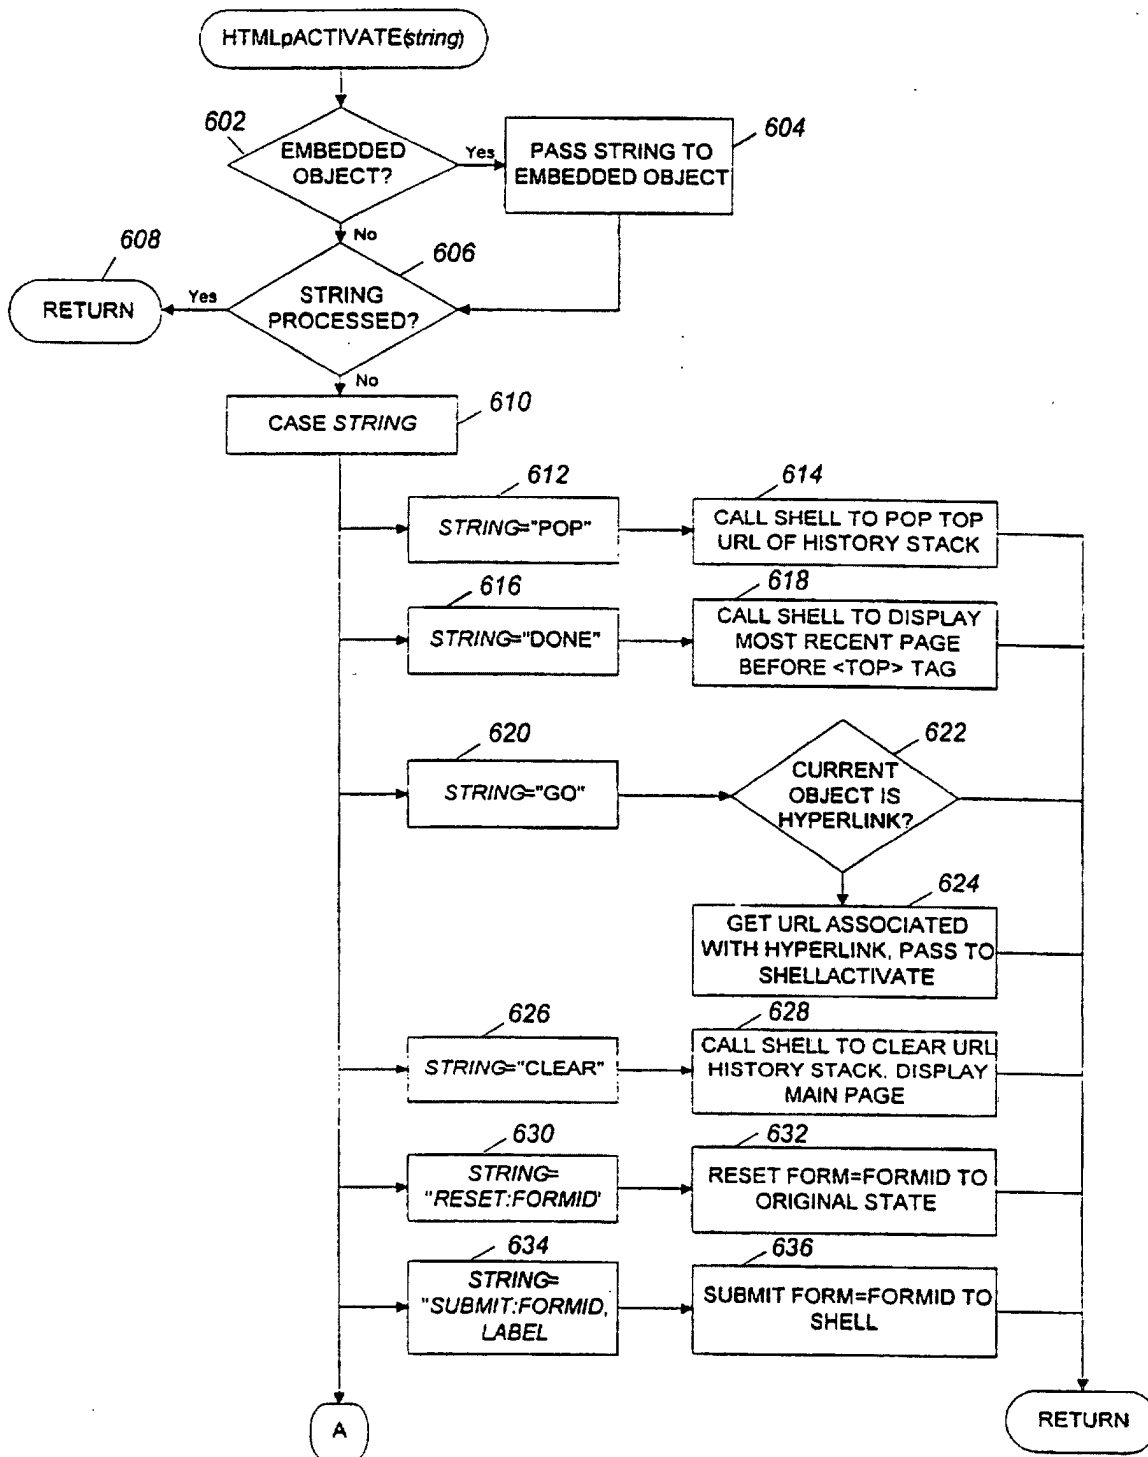 HTMLpACTIVATE(string)
602
EMBEDDED
OBJECT?
Yes
604
PASS STRING TO
EMBEDDED OBJECT
No
608
RETURN
Yes
606
STRING
PROCESSED?
No
CASE STRING
610
612
STRING="POP"
614
CALL SHELL TO POP TOP
URL OF HISTORY STACK
616
STRING="DONE"
618
CALL SHELL TO DISPLAY
MOST RECENT PAGE
BEFORE <TOP> TAG
620
STRING="GO"
622
CURRENT
OBJECT IS
HYPERLINK?
624
GET URL ASSOCIATED
WITH HYPERLINK, PASS TO
SHELLACTIVATE
626
STRING="CLEAR"
628
CALL SHELL TO CLEAR URL
HISTORY STACK. DISPLAY
MAIN PAGE
630
STRING=
"RESET:FORMID'
632
RESET FORM=FORMID TO
ORIGINAL STATE
634
STRING=
"SUBMIT:FORMID,
LABEL
636
SUBMIT FORM=FORMID TO
SHELL
A
RETURN